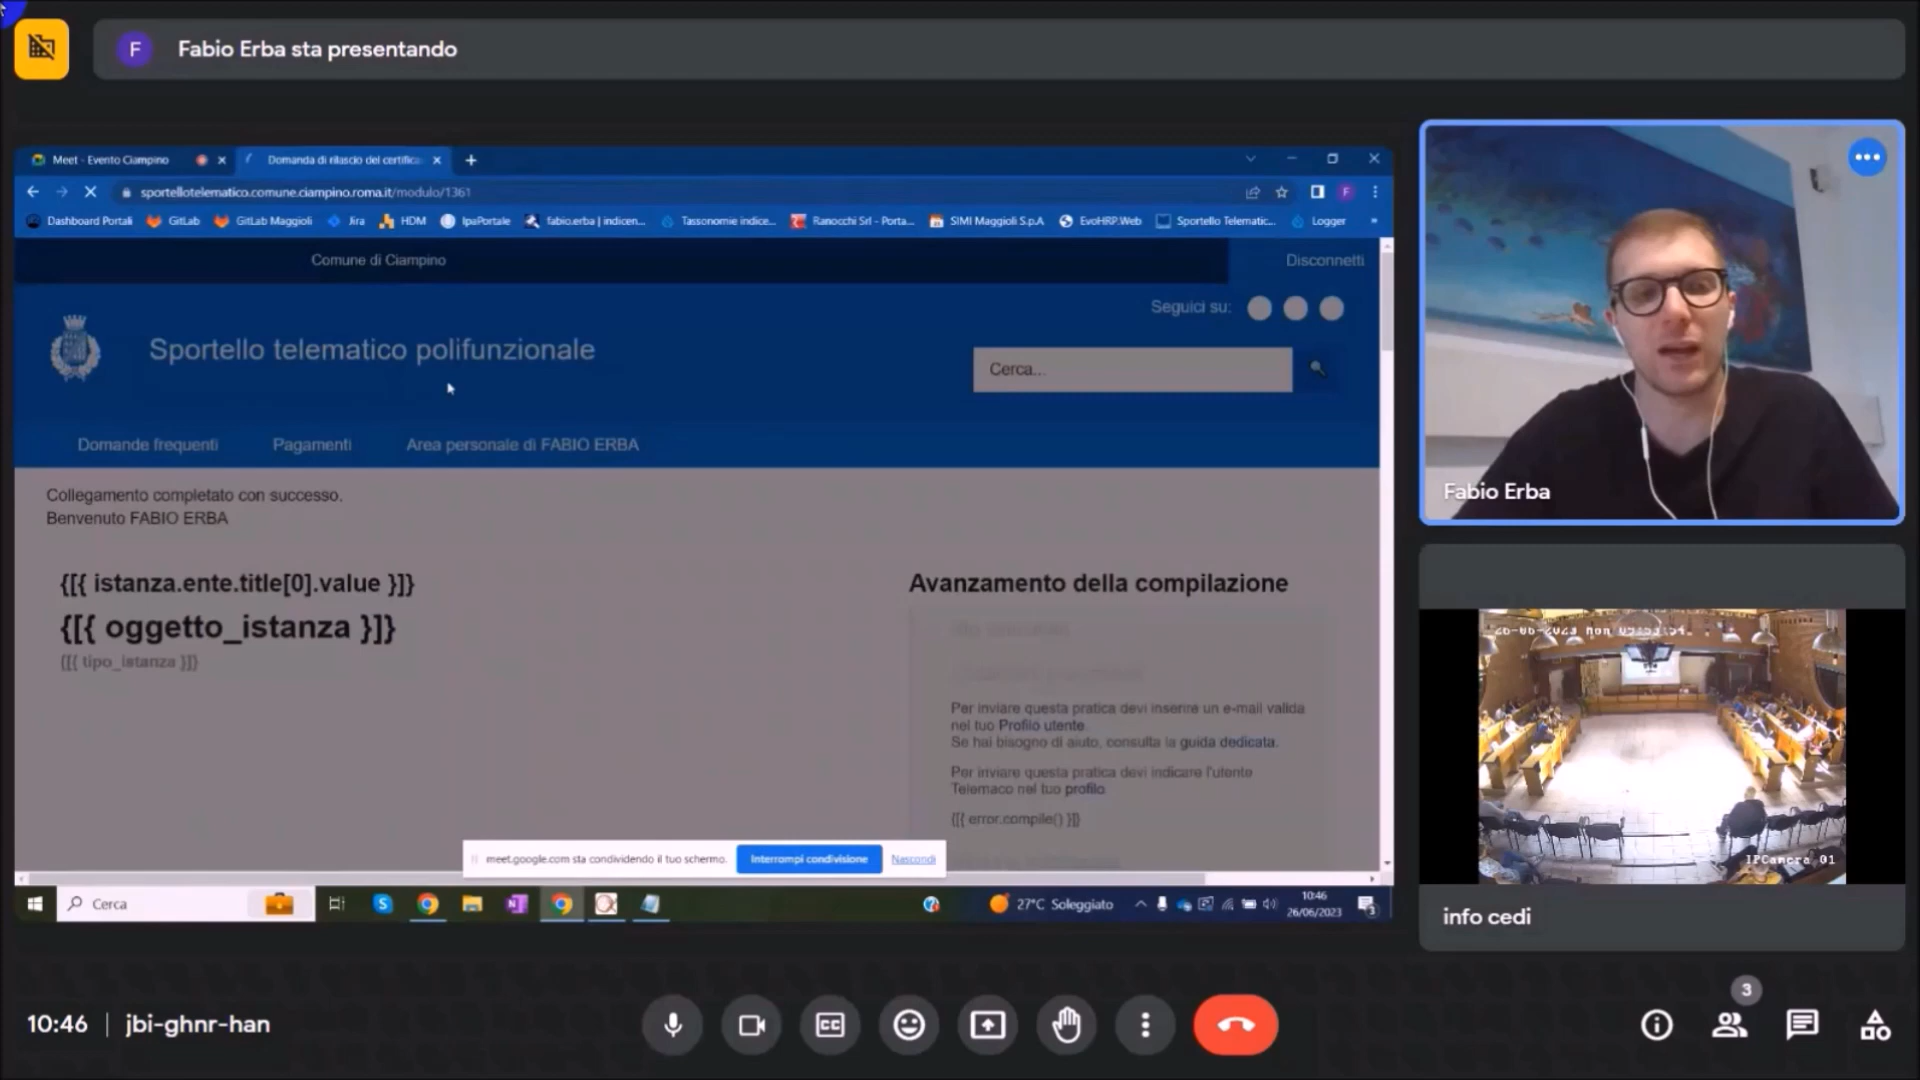 F Fabio Erba sta presentando
Meet - Evento Ciampino
Domanda di rilascio del certifica
sportellotelematico.comune.ciampino.roma.it/modulo/1361
F
Dashboard Portali GitLab GitLab Maggioli Jira HDM IpaPortale fabio.erba | indicen... Tassonomie indice... Ranocchi Srl - Porta... SIMI Maggioli S.p.A EvoHRP.Web Sportello Telematic... Logger »
Comune di Ciampino
Disconnetti
Seguici su:
Sportello telematico polifunzionale
Cerca...
Domande frequenti Pagamenti Area personale di FABIO ERBA
Collegamento completato con successo.
Benvenuto FABIO ERBA
{[{ istanza.ente.title[0].value }]}
{[{ oggetto_istanza }]}
{[{ tipo_istanza }]}
Avanzamento della compilazione
Per inviare questa pratica devi inserire un e-mail valida
nel tuo Profilo utente.
Se hai bisogno di aiuto, consulta la guida dedicata.
Per inviare questa pratica devi indicare l'utente
Telemaco nel tuo profilo.
{[{ error.compile() }]}
meet.google.com sta condividendo il tuo schermo. Interrompi condivisione Nascondi
Cerca
27°C Soleggiato
10:46
26/06/2023
3
Fabio Erba
26-06-2023 Mon
IPCamera 01
info cedi
10:46 | jbi-ghnr-han
CC
3